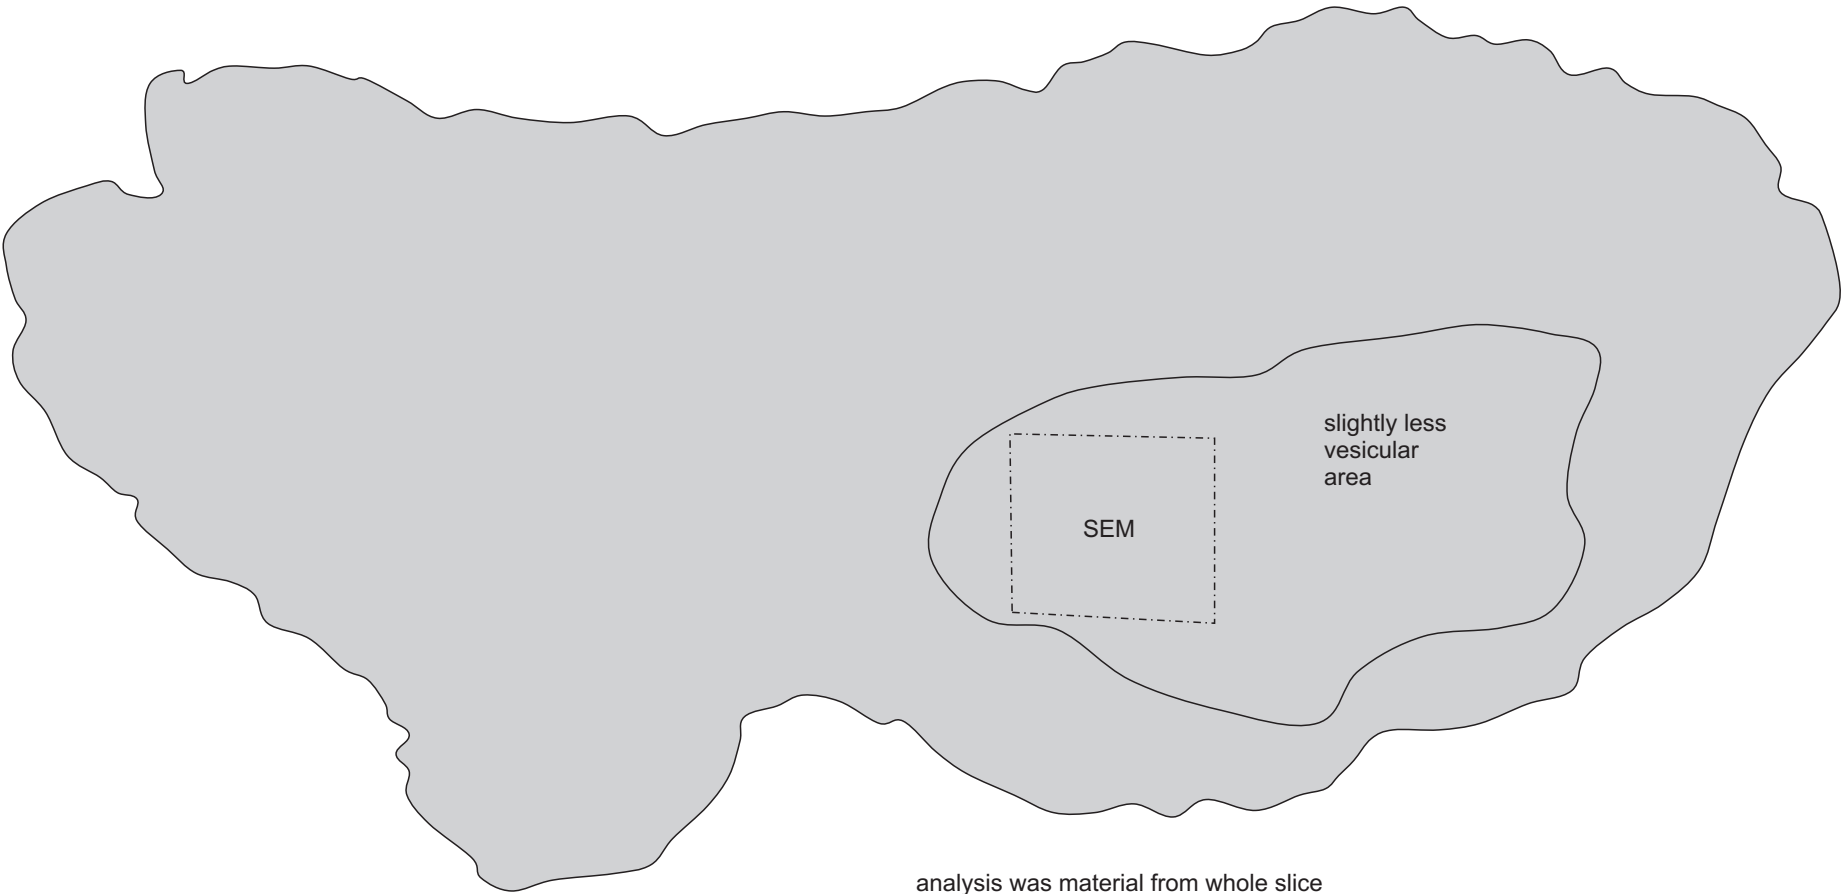 slightly less
vesicular
area
SEM
analysis was material from whole slice